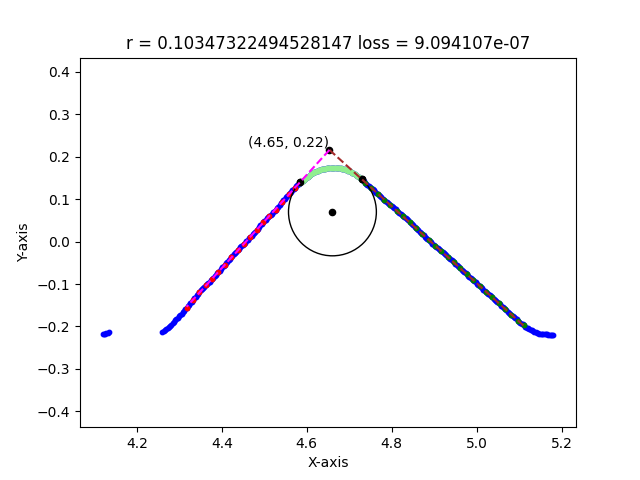 r = 0.10347322494528147 loss = 9.094107e-07
0.4
0.3
0.2
0.1
0.0
−0.1
−0.2
−0.3
−0.4
Y-axis
(4.65, 0.22)
4.2 4.4 4.6 4.8 5.0 5.2
X-axis